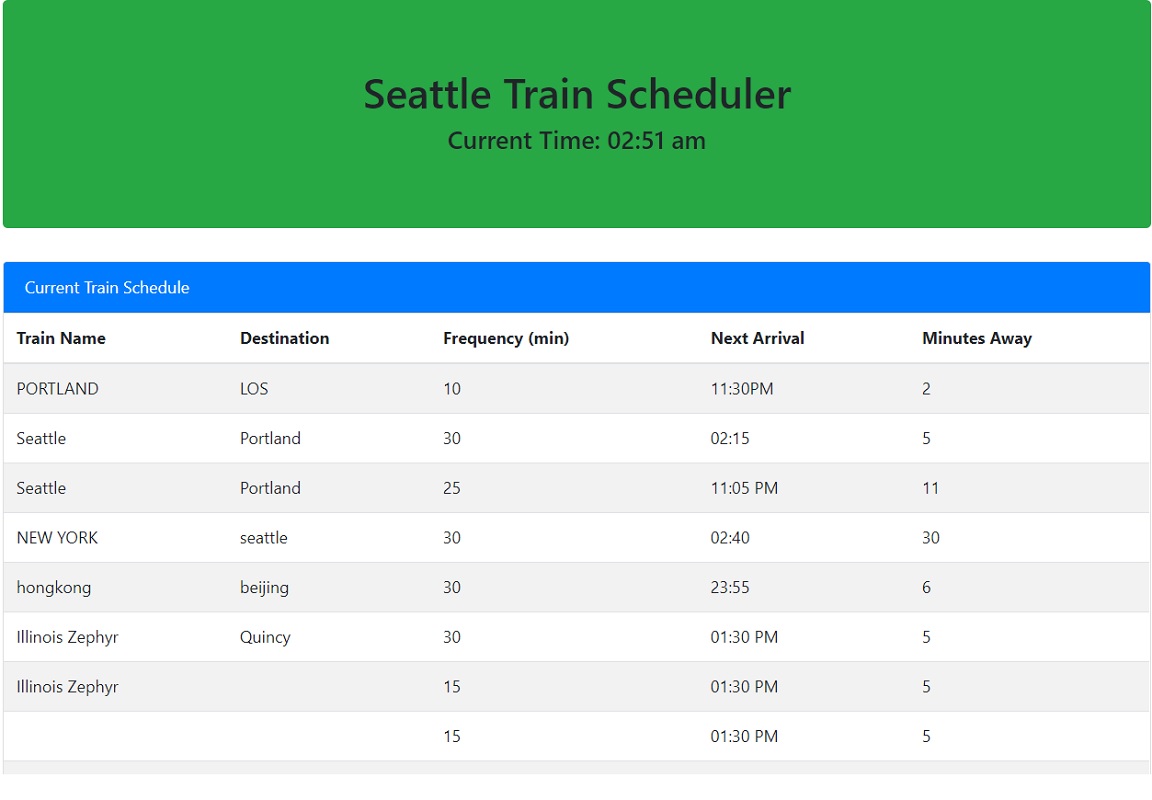 Seattle Train Scheduler
Current Time: 02:51 am
Current Train Schedule
Train Name Destination Frequency (min) Next Arrival Minutes Away
PORTLAND LOS 10 11:30PM 2
Seattle Portland 30 02:15 5
Seattle Portland 25 11:05 PM 11
NEW YORK seattle 30 02:40 30
hongkong beijing 30 23:55 6
Illinois Zephyr Quincy 30 01:30 PM 5
Illinois Zephyr 15 01:30 PM 5
15 01:30 PM 5